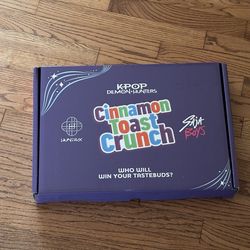 KPOP
DEMON HUNTERS
Cinnamon
Toast
Crunch
HUNTR/X
SAJA
BOYS
WHO WILL
WIN YOUR TASTEBUDS?